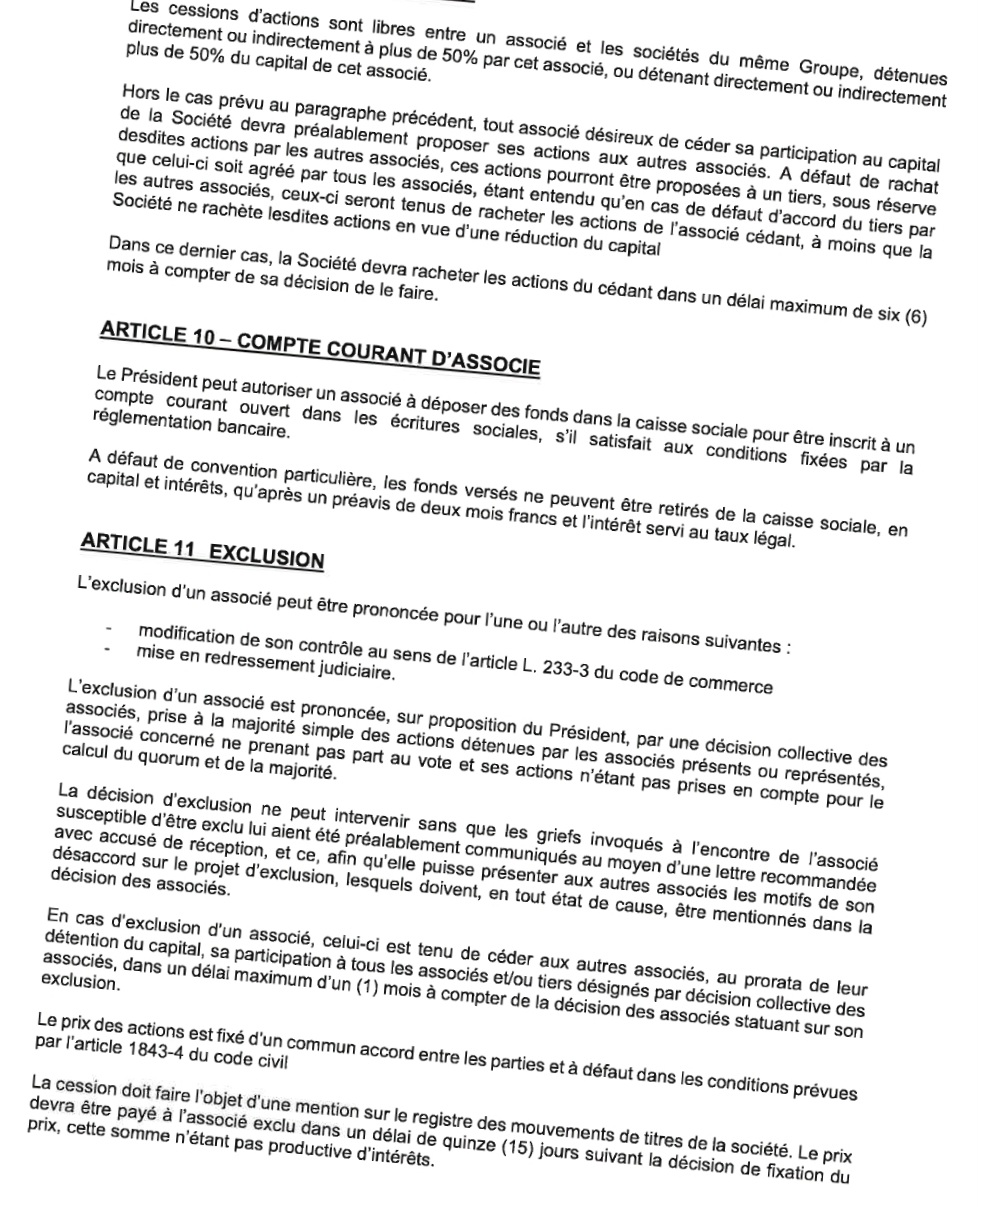 Les cessions d'actions sont libres entre un associé et les sociétés du même Groupe, détenues
directement ou indirectement à plus de 50% par cet associé, ou détenant directement ou indirectement
plus de 50% du capital de cet associé.
Hors le cas prévu au paragraphe précédent, tout associé désireux de céder sa participation au capital
de la Société devra préalablement proposer ses actions aux autres associés. A défaut de rachat
desdites actions par les autres associés, ces actions pourront être proposées à un tiers, sous réserve
que celui-ci soit agréé par tous les associés, étant entendu qu'en cas de défaut d'accord du tiers par
les autres associés, ceux-ci seront tenus de racheter les actions de l'associé cédant, à moins que la
Société ne rachète lesdites actions en vue d'une réduction du capital
Dans ce dernier cas, la Société devra racheter les actions du cédant dans un délai maximum de six (6)
mois à compter de sa décision de le faire.
ARTICLE 10 – COMPTE COURANT D'ASSOCIE
Le Président peut autoriser un associé à déposer des fonds dans la caisse sociale pour être inscrit à un
compte courant ouvert dans les écritures sociales, s'il satisfait aux conditions fixées par la
réglementation bancaire.
A défaut de convention particulière, les fonds versés ne peuvent être retirés de la caisse sociale, en
capital et intérêts, qu'après un préavis de deux mois francs et l'intérêt servi au taux légal.
ARTICLE 11 EXCLUSION
L'exclusion d'un associé peut être prononcée pour l'une ou l'autre des raisons suivantes :
- modification de son contrôle au sens de l'article L. 233-3 du code de commerce
- mise en redressement judiciaire.
L'exclusion d'un associé est prononcée, sur proposition du Président, par une décision collective des
associés, prise à la majorité simple des actions détenues par les associés présents ou représentés,
l'associé concerné ne prenant pas part au vote et ses actions n'étant pas prises en compte pour le
calcul du quorum et de la majorité.
La décision d'exclusion ne peut intervenir sans que les griefs invoqués à l'encontre de l'associé
susceptible d'être exclu lui aient été préalablement communiqués au moyen d'une lettre recommandée
avec accusé de réception, et ce, afin qu'elle puisse présenter aux autres associés les motifs de son
désaccord sur le projet d'exclusion, lesquels doivent, en tout état de cause, être mentionnés dans la
décision des associés.
En cas d'exclusion d'un associé, celui-ci est tenu de céder aux autres associés, au prorata de leur
détention du capital, sa participation à tous les associés et/ou tiers désignés par décision collective des
associés, dans un délai maximum d'un (1) mois à compter de la décision des associés statuant sur son
exclusion.
Le prix des actions est fixé d'un commun accord entre les parties et à défaut dans les conditions prévues
par l'article 1843-4 du code civil
La cession doit faire l'objet d'une mention sur le registre des mouvements de titres de la société. Le prix
devra être payé à l'associé exclu dans un délai de quinze (15) jours suivant la décision de fixation du
prix, cette somme n'étant pas productive d'intérêts.